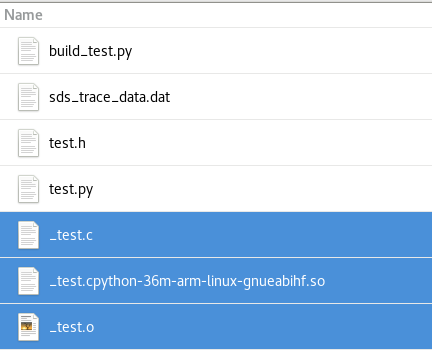 Name
build_test.py
sds_trace_data.dat
test.h
test.py
_test.c
_test.cpython-36m-arm-linux-gnueabihf.so
_test.o